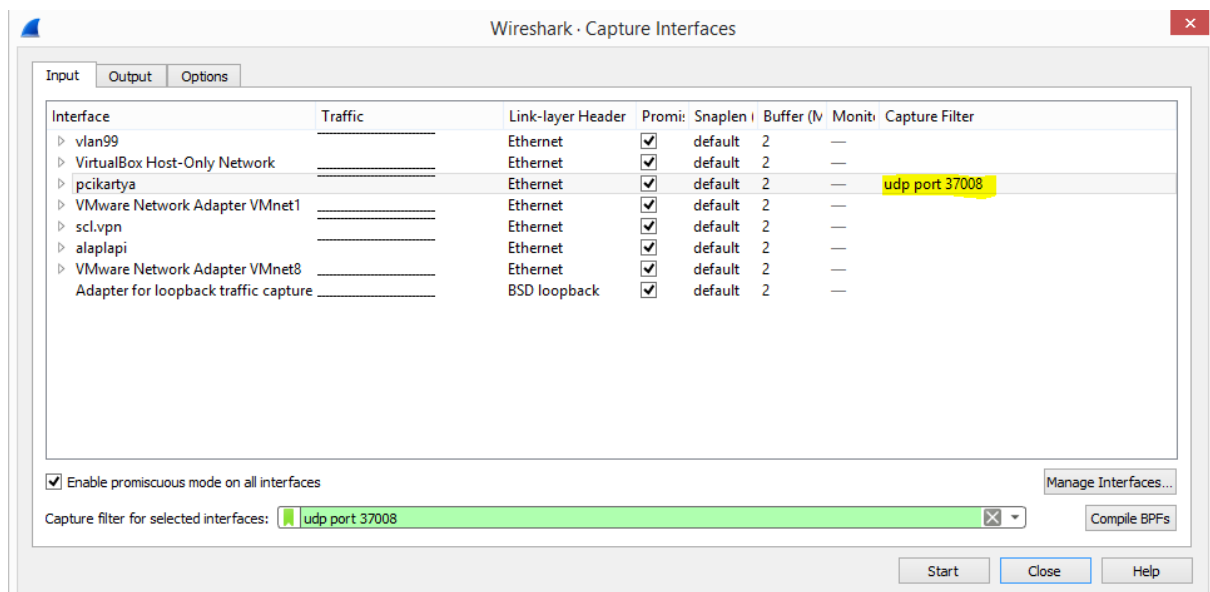 Wireshark · Capture Interfaces
Input Output Options
Interface Traffic Link-layer Header Promi: Snaplen ( Buffer (M Monit Capture Filter
vlan99 Ethernet default 2 —
VirtualBox Host-Only Network Ethernet default 2 —
pcikartya Ethernet default 2 — udp port 37008
VMware Network Adapter VMnet1 Ethernet default 2 —
scl.vpn Ethernet default 2 —
alaplapi Ethernet default 2 —
VMware Network Adapter VMnet8 Ethernet default 2 —
Adapter for loopback traffic capture BSD loopback default 2 —
Enable promiscuous mode on all interfaces Manage Interfaces...
Capture filter for selected interfaces: udp port 37008 Compile BPFs
Start Close Help